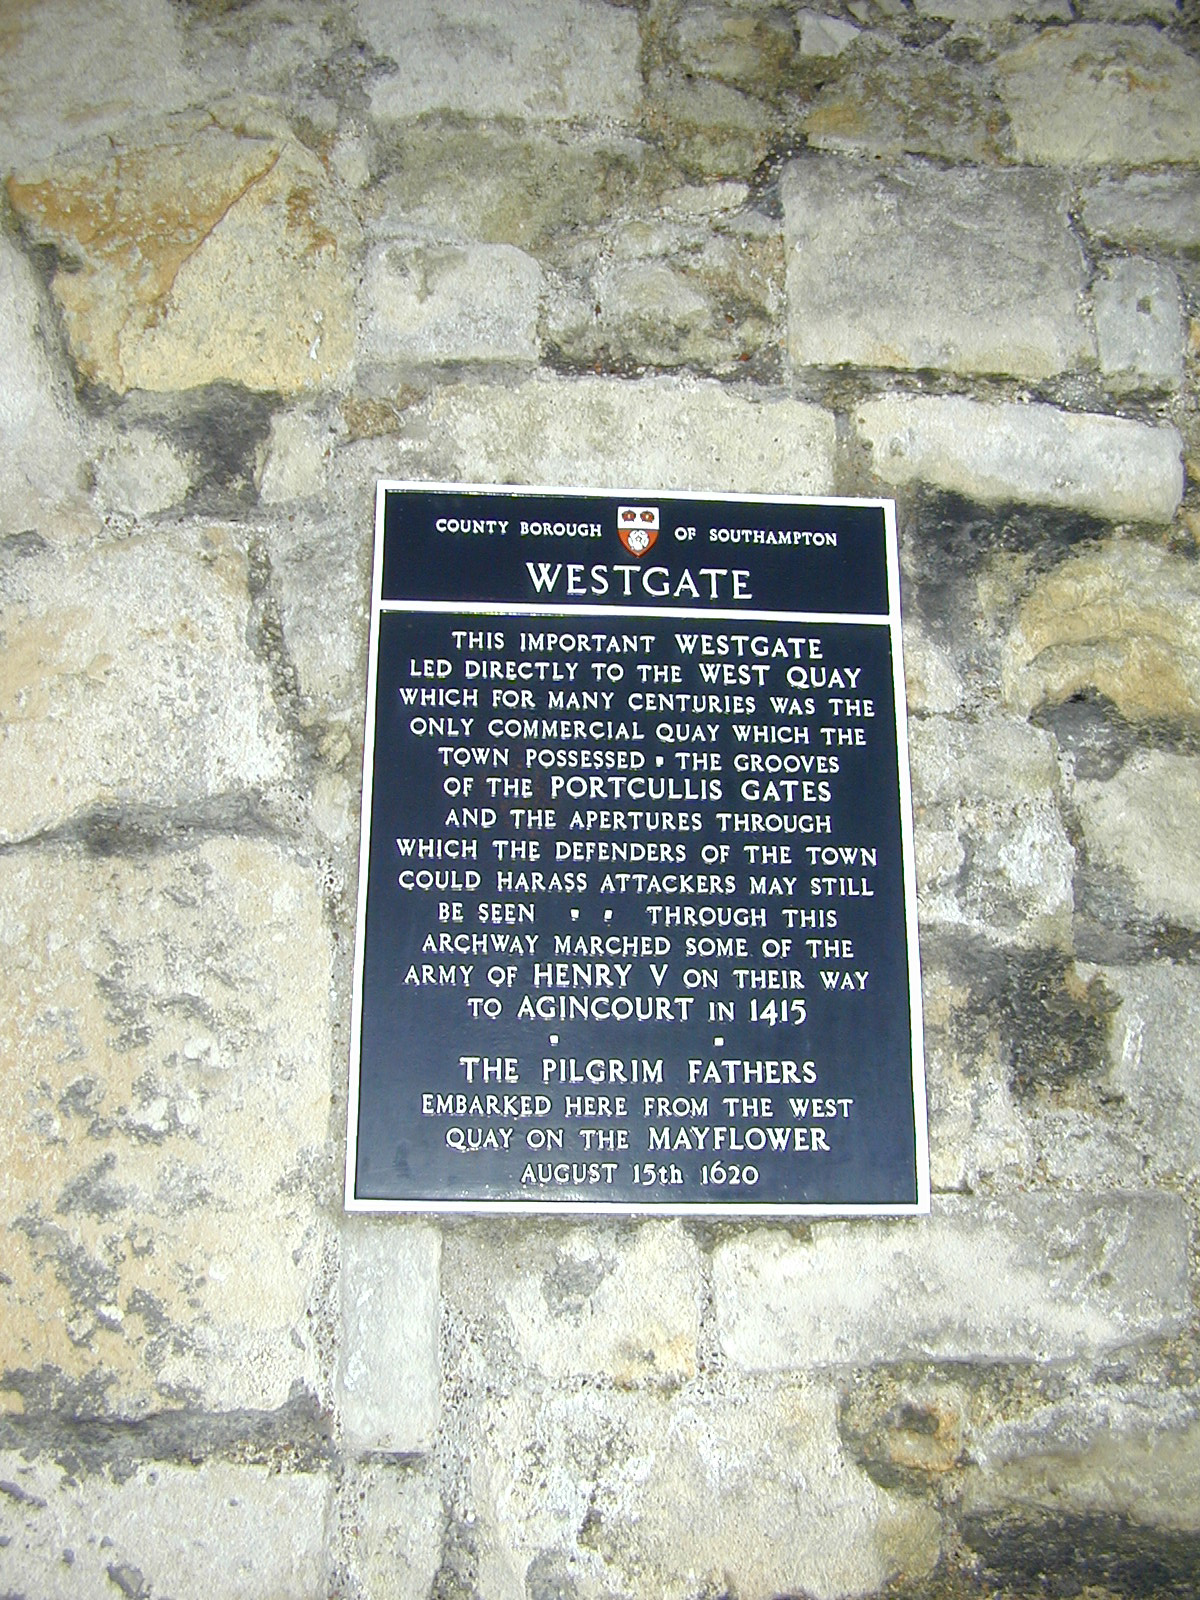 COUNTY BOROUGH OF SOUTHAMPTON
WESTGATE
THIS IMPORTANT WESTGATE
LED DIRECTLY TO THE WEST QUAY
WHICH FOR MANY CENTURIES WAS THE
ONLY COMMERCIAL QUAY WHICH THE
TOWN POSSESSED · THE GROOVES
OF THE PORTCULLIS GATES
AND THE APERTURES THROUGH
WHICH THE DEFENDERS OF THE TOWN
COULD HARASS ATTACKERS MAY STILL
BE SEEN · · THROUGH THIS
ARCHWAY MARCHED SOME OF THE
ARMY OF HENRY V ON THEIR WAY
TO AGINCOURT IN 1415
· ·
THE PILGRIM FATHERS
EMBARKED HERE FROM THE WEST
QUAY ON THE MAYFLOWER
AUGUST 15th 1620